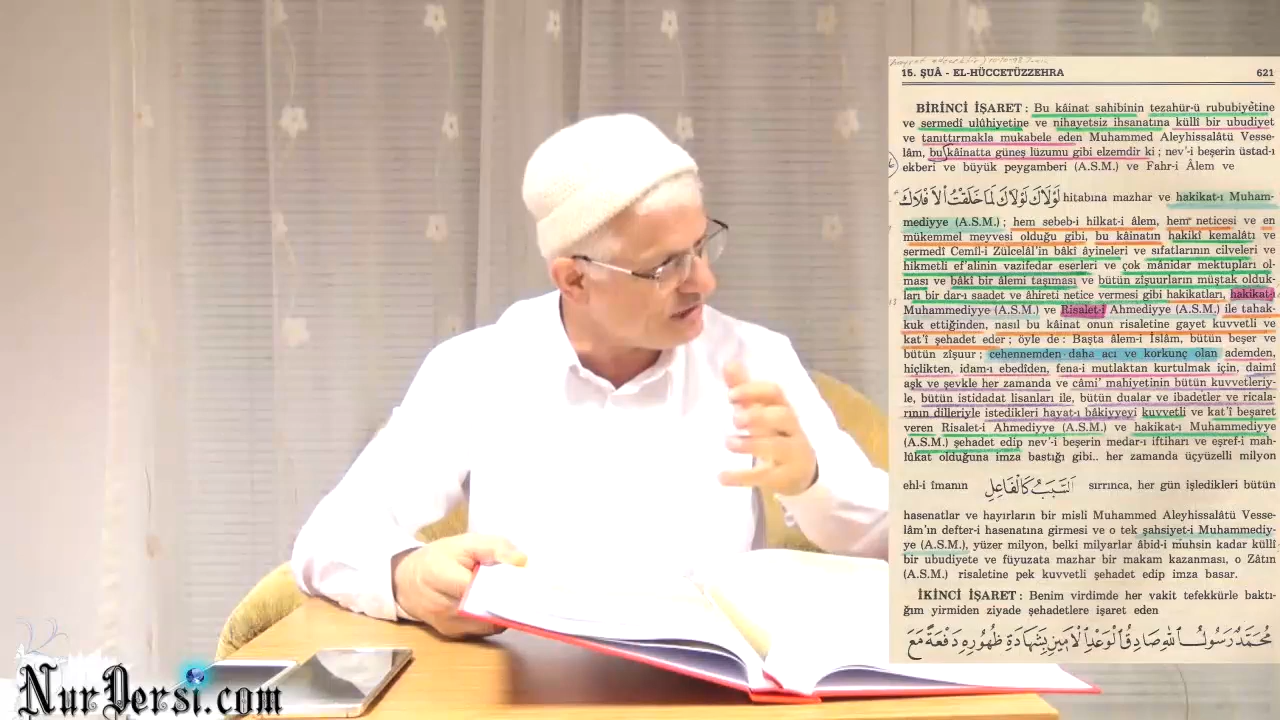 15. ŞUÂ - EL-HÜCCETÜZZEHRA 621
BİRİNCİ İŞARET : Bu kâinat sahibinin tezahür-ü rububiyetine
ve sermedî ulûhiyetine ve nihayetsiz ihsanatına küllî bir ubudiyet
ve tanıttırmakla mukabele eden Muhammed Aleyhissalâtü Vesse-
lâm, bu kâinatta güneş lüzumu gibi elzemdir ki ; nev'-i beşerin üstad-ı
ekberi ve büyük peygamberi (A.S.M.) ve Fahr-i Âlem ve
لَوْلَاكَ لَوْلَاكَ لَمَا خَلَقْتُ الْاَفْلَاكَ hitabına mazhar ve hakikat-ı Muham-
mediyye (A.S.M.) ; hem sebeb-i hilkat-i âlem, hem neticesi ve en
mükemmel meyvesi olduğu gibi, bu kâinatın hakikî kemalâtı ve
sermedî Cemîl-i Zülcelâl'in bâki âyineleri ve sıfatlarının cilveleri ve
hikmetli ef'alinin vazifedar eserleri ve çok mânidar mektupları ol-
ması ve bâki bir âlemi taşıması ve bütün zîşuurların müştak olduk-
ları bir dar-ı saadet ve âhireti netice vermesi gibi hakikatları, hakikat-ı
Muhammediyye (A.S.M.) ve Risalet-i Ahmediyye (A.S.M.) ile tahak-
kuk ettiğinden, nasıl bu kâinat onun risaletine gayet kuvvetli ve
kat'î şehadet eder ; öyle de : Başta âlem-i İslâm, bütün beşer ve
bütün zîşuur ; cehennemden daha acı ve korkunç olan ademden,
hiçlikten, idam-ı ebedîden, fena-i mutlaktan kurtulmak için, daimî
aşk ve şevkle her zamanda ve câmi' mahiyetinin bütün kuvvetleriy-
le, bütün istidadat lisanları ile, bütün dualar ve ibadetler ve ricala-
rının dilleriyle istedikleri hayat-ı bâkiyyeyi kuvvetli ve kat'î beşaret
veren Risalet-i Ahmediyye (A.S.M.) ve hakikat-ı Muhammediyye
(A.S.M.) şehadet edip nev'-i beşerin medar-ı iftiharı ve eşref-i mah-
lûkat olduğuna imza bastığı gibi.. her zamanda üçyüzelli milyon
ehl-i îmanın اَلسَّبَبُ كَالْفَاعِلِ sırrınca, her gün işledikleri bütün
hasenatlar ve hayırların bir misli Muhammed Aleyhissalâtü Vesse-
lâm'ın defter-i hasenatına girmesi ve o tek şahsiyet-i Muhammediy-
ye (A.S.M.), yüzer milyon, belki milyarlar âbid-i muhsin kadar küllî
bir ubudiyete ve füyuzata mazhar bir makam kazanması, o Zâtın
(A.S.M.) risaletine pek kuvvetli şehadet edip imza basar.
İKİNCİ İŞARET : Benim virdimde her vakit tefekkürle baktı-
ğım yirmiden ziyade şehadetlere işaret eden
مُحَمَّدٌ رَسُولُ اللّٰهِ صَادِقُ الْوَعْدِ الْاَمِينِ بِشَهَادَةِ ظُهُورِهِ دَفْعَةً مَعَ
NurDersi.com